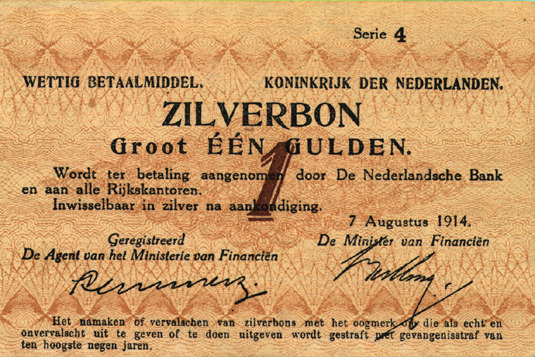 Serie 4
WETTIG BETAALMIDDEL. KONINKRIJK DER NEDERLANDEN.
ZILVERBON
Groot ÉÉN GULDEN.
1
Wordt ter betaling aangenomen door De Nederlandsche Bank
en aan alle Rijkskantoren.
Inwisselbaar in zilver na aankondiging.
7 Augustus 1914.
Geregistreerd
De Agent van het Ministerie van Financiën
De Minister van Financiën
Het namaken of vervalschen van zilverbons met het oogmerk om die als echt en
onvervalscht uit te geven of te doen uitgeven wordt gestraft met gevangenisstraf van
ten hoogste negen jaren.